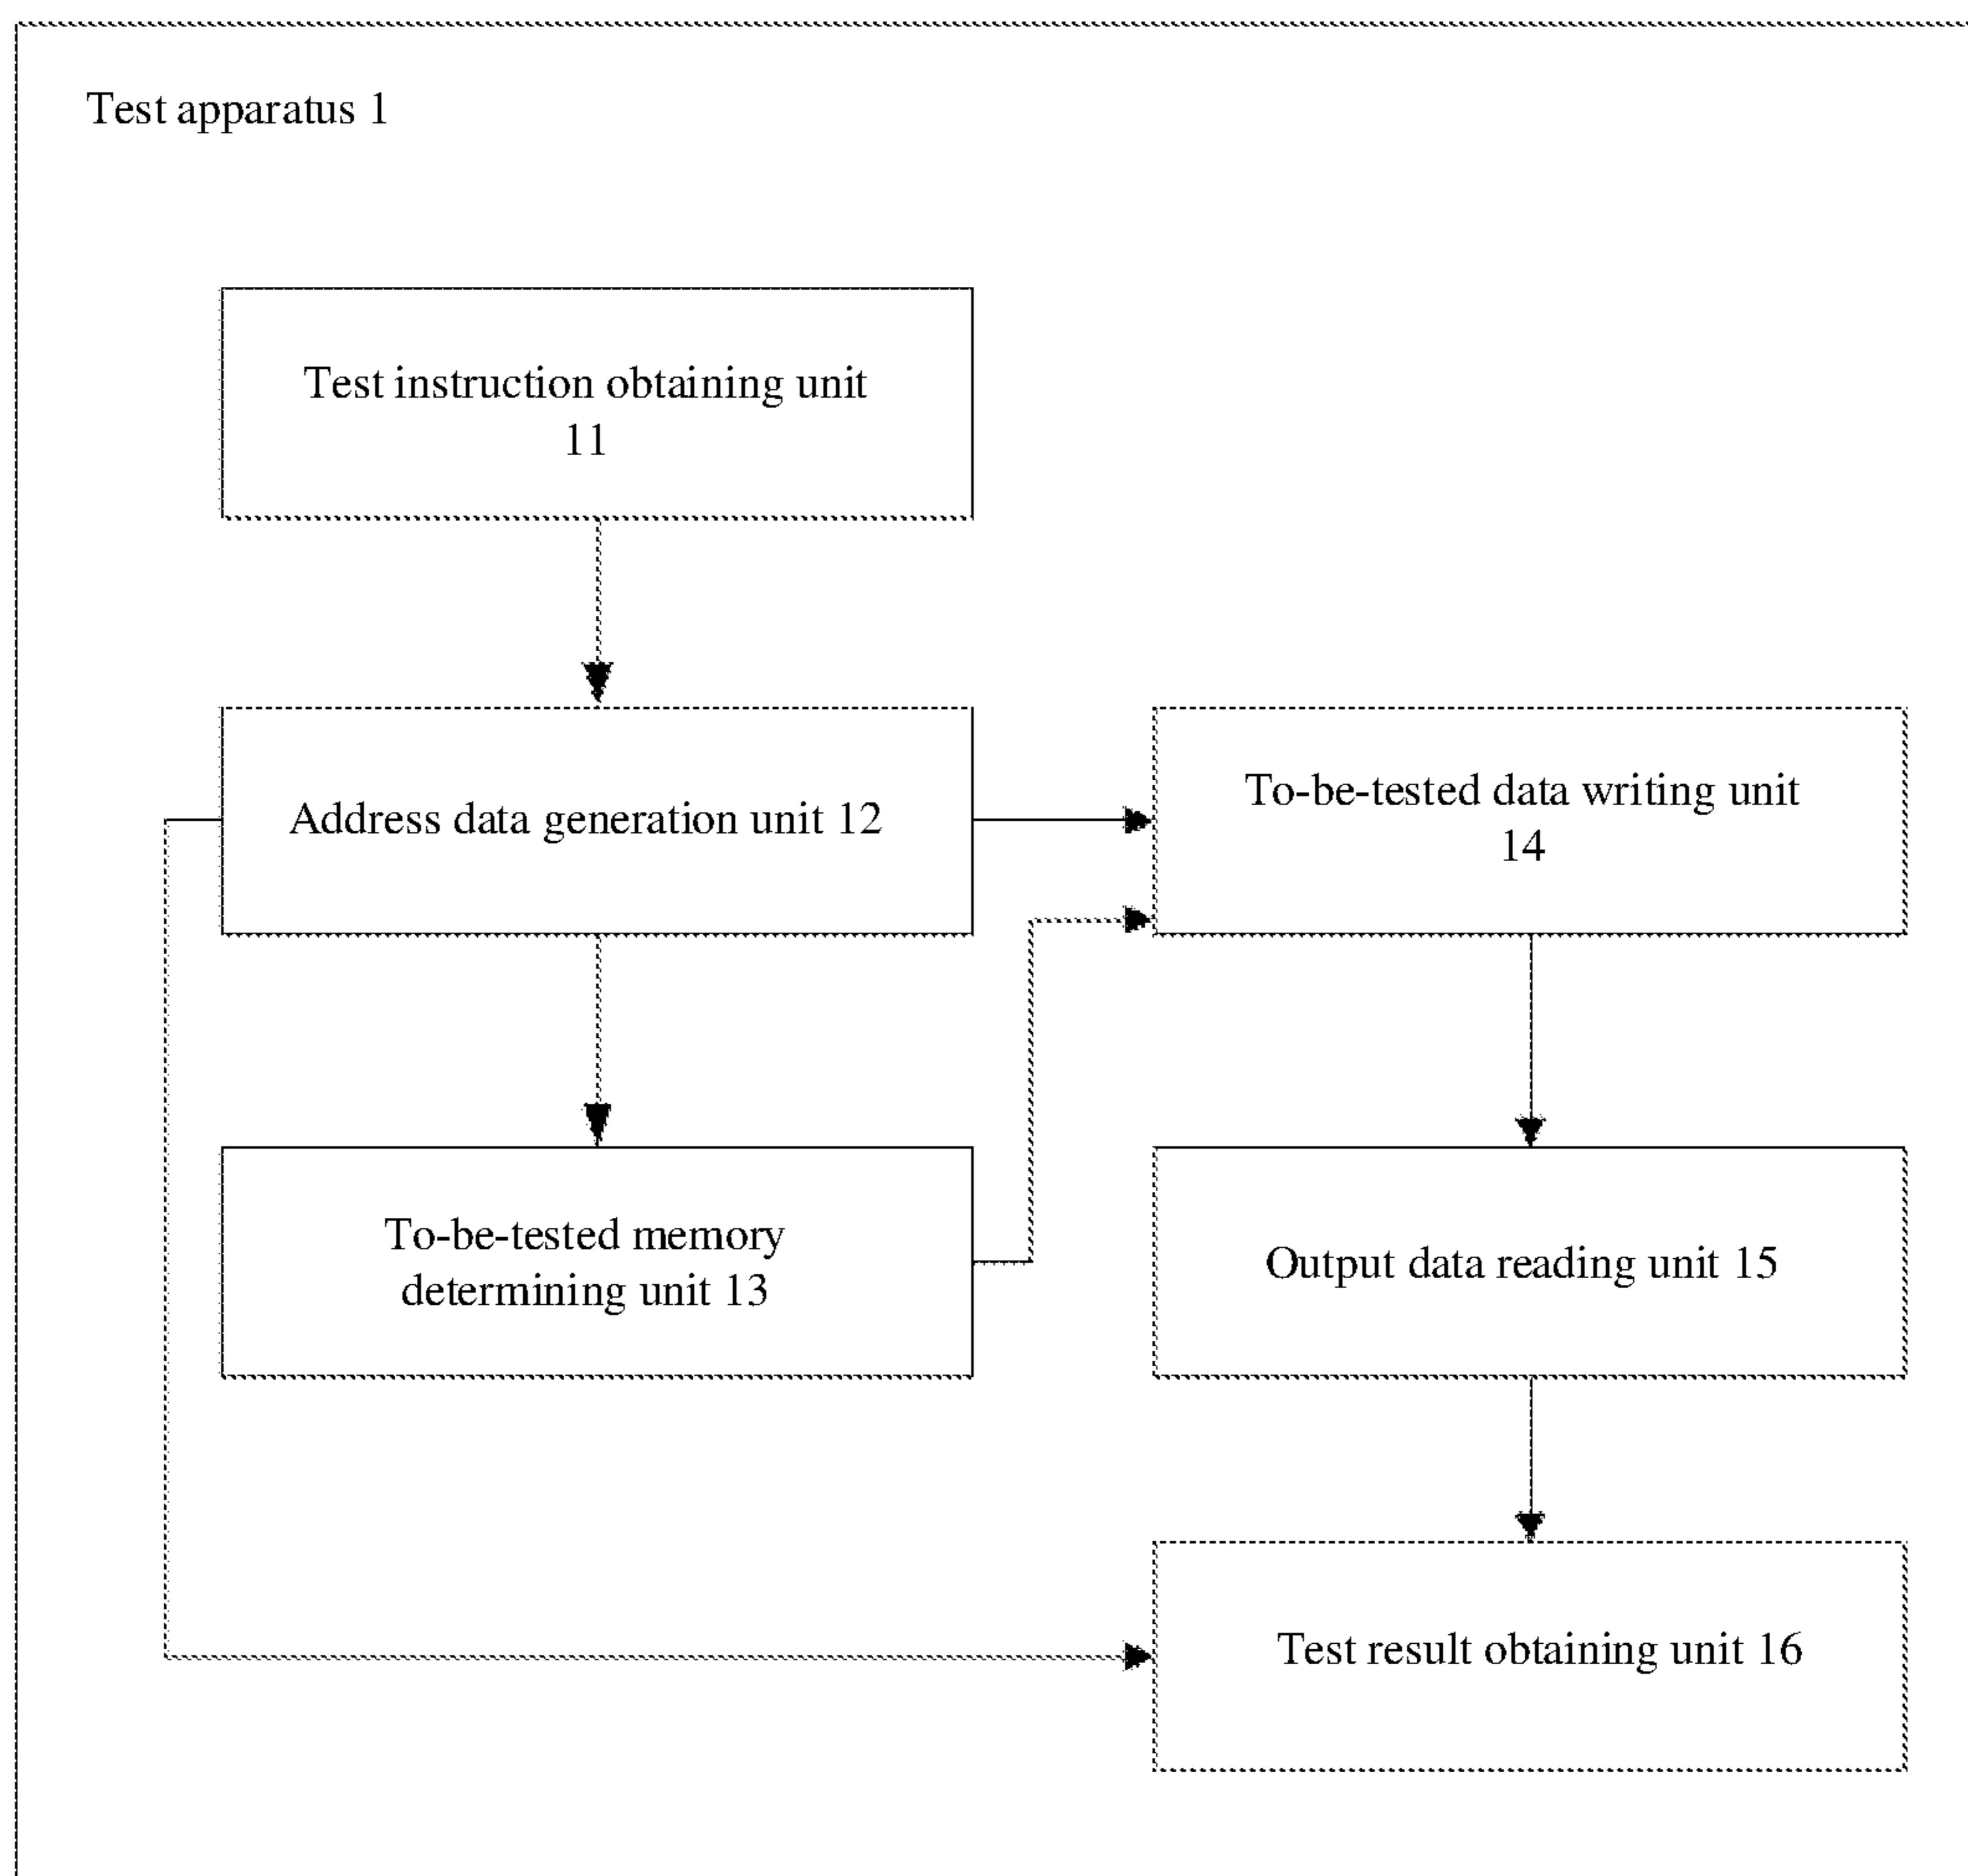 Test apparatus 1
Test instruction obtaining unit
11
Address data generation unit 12
To-be-tested data writing unit
14
To-be-tested memory
determining unit 13
Output data reading unit 15
Test result obtaining unit 16